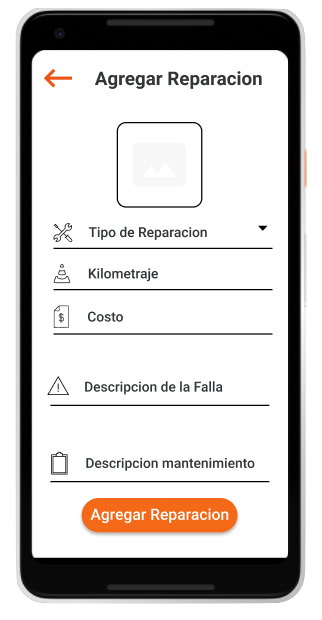 Agregar Reparacion
Tipo de Reparacion
Kilometraje
$ Costo
Descripcion de la Falla
Descripcion mantenimiento
Agregar Reparacion